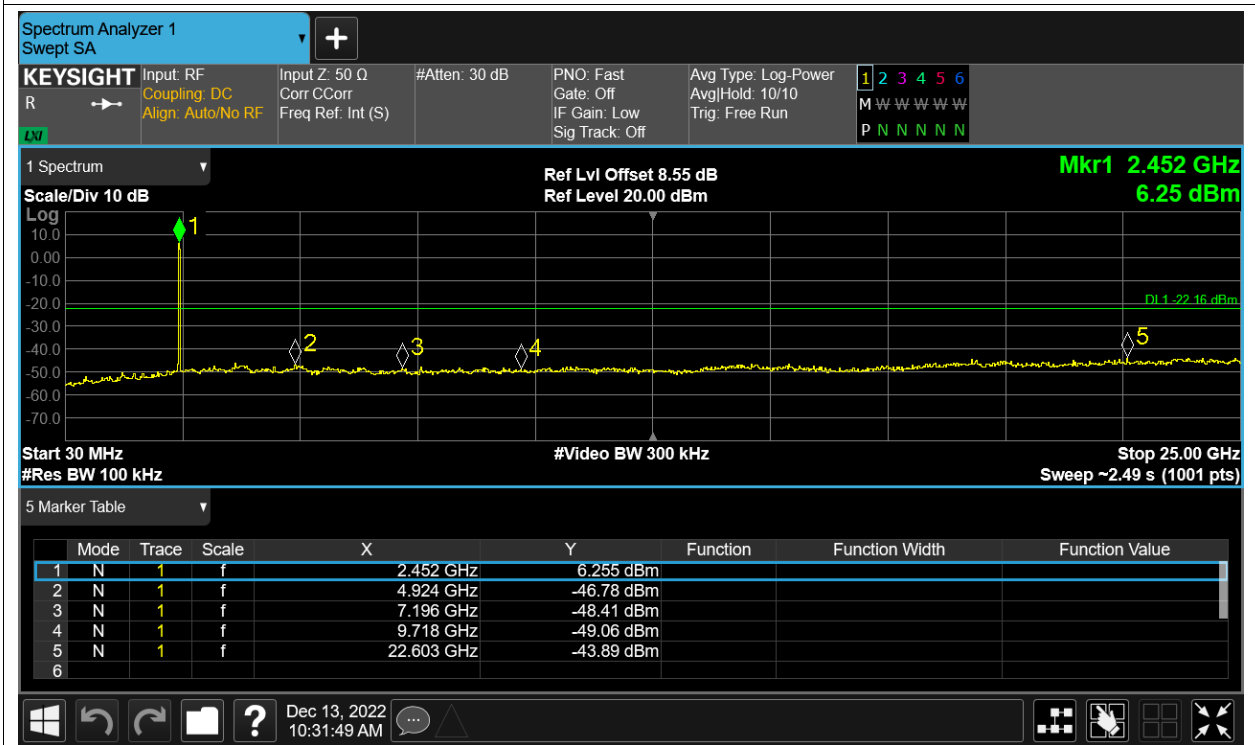 Spectrum Analyzer 1
Swept SA
+
KEYSIGHT
R
LXI
Input: RF
Coupling: DC
Align: Auto/No RF
Input Z: 50 Ω
Corr CCorr
Freq Ref: Int (S)
#Atten: 30 dB
PNO: Fast
Gate: Off
IF Gain: Low
Sig Track: Off
Avg Type: Log-Power
Avg|Hold: 10/10
Trig: Free Run
1 2 3 4 5 6
M W W W W W
P N N N N N
1 Spectrum
Scale/Div 10 dB
Ref Lvl Offset 8.55 dB
Ref Level 20.00 dBm
Mkr1 2.452 GHz
6.25 dBm
Log
10.0
0.00
-10.0
-20.0
-30.0
-40.0
-50.0
-60.0
-70.0
1
2
3
4
5
DL1 -22.16 dBm
Start 30 MHz
#Res BW 100 kHz
#Video BW 300 kHz
Stop 25.00 GHz
Sweep ~2.49 s (1001 pts)
5 Marker Table
Mode Trace Scale X Y Function Function Width Function Value
1 N 1 f 2.452 GHz 6.255 dBm
2 N 1 f 4.924 GHz -46.78 dBm
3 N 1 f 7.196 GHz -48.41 dBm
4 N 1 f 9.718 GHz -49.06 dBm
5 N 1 f 22.603 GHz -43.89 dBm
6
?
Dec 13, 2022
10:31:49 AM